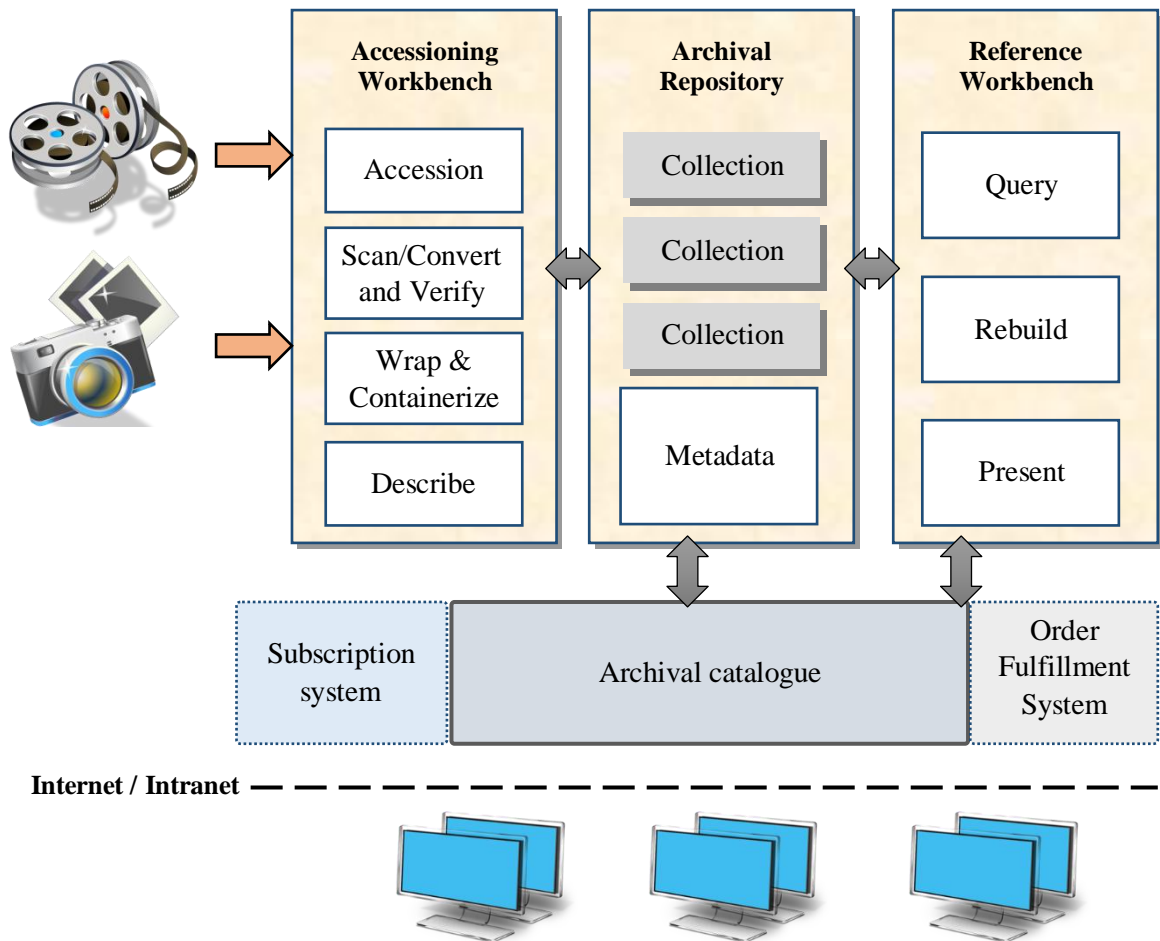 Accessioning
Workbench
Accession
Scan/Convert
and Verify
Wrap &
Containerize
Describe
Archival
Repository
Collection
Collection
Collection
Metadata
Reference
Workbench
Query
Rebuild
Present
Subscription
system
Archival catalogue
Order
Fulfillment
System
Internet / Intranet